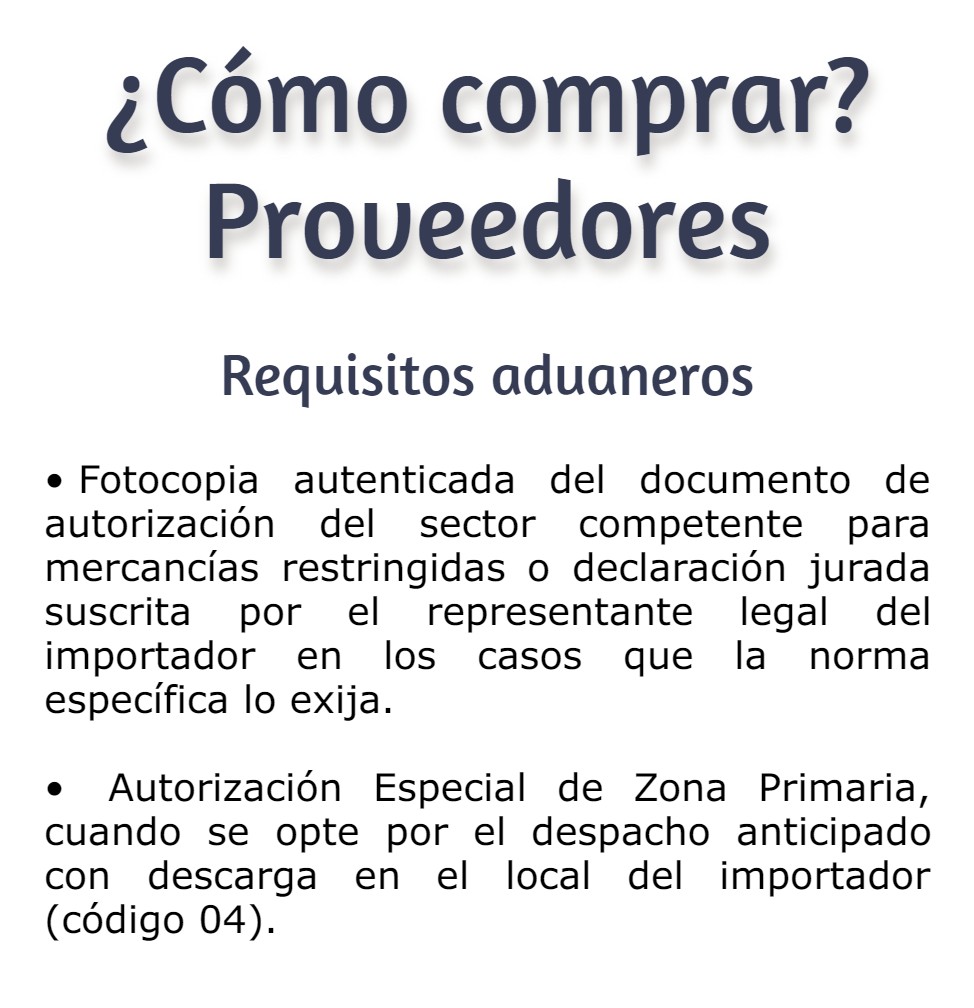 ¿Cómo comprar?
Proveedores
Requisitos aduaneros
• Fotocopia autenticada del documento de
autorización del sector competente para
mercancías restringidas o declaración jurada
suscrita por el representante legal del
importador en los casos que la norma
específica lo exija.
• Autorización Especial de Zona Primaria,
cuando se opte por el despacho anticipado
con descarga en el local del importador
(código 04).